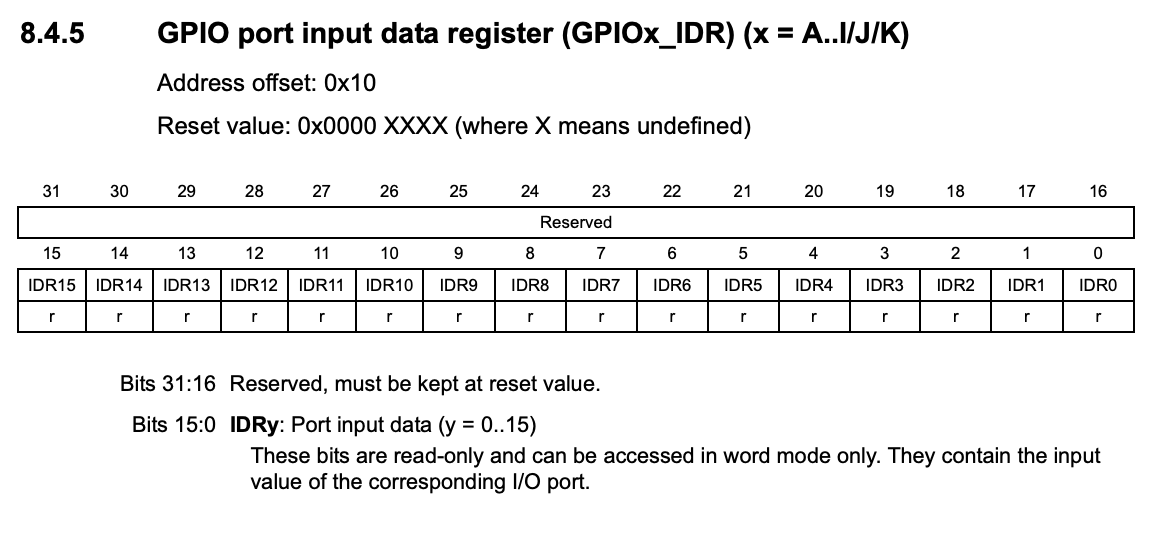 8.4.5 GPIO port input data register (GPIOx_IDR) (x = A..I/J/K)
Address offset: 0x10
Reset value: 0x0000 XXXX (where X means undefined)
31 30 29 28 27 26 25 24 23 22 21 20 19 18 17 16
Reserved
15 14 13 12 11 10 9 8 7 6 5 4 3 2 1 0
IDR15 IDR14 IDR13 IDR12 IDR11 IDR10 IDR9 IDR8 IDR7 IDR6 IDR5 IDR4 IDR3 IDR2 IDR1 IDR0
r r r r r r r r r r r r r r r r
Bits 31:16 Reserved, must be kept at reset value.
Bits 15:0 IDRy: Port input data (y = 0..15)
These bits are read-only and can be accessed in word mode only. They contain the input
value of the corresponding I/O port.